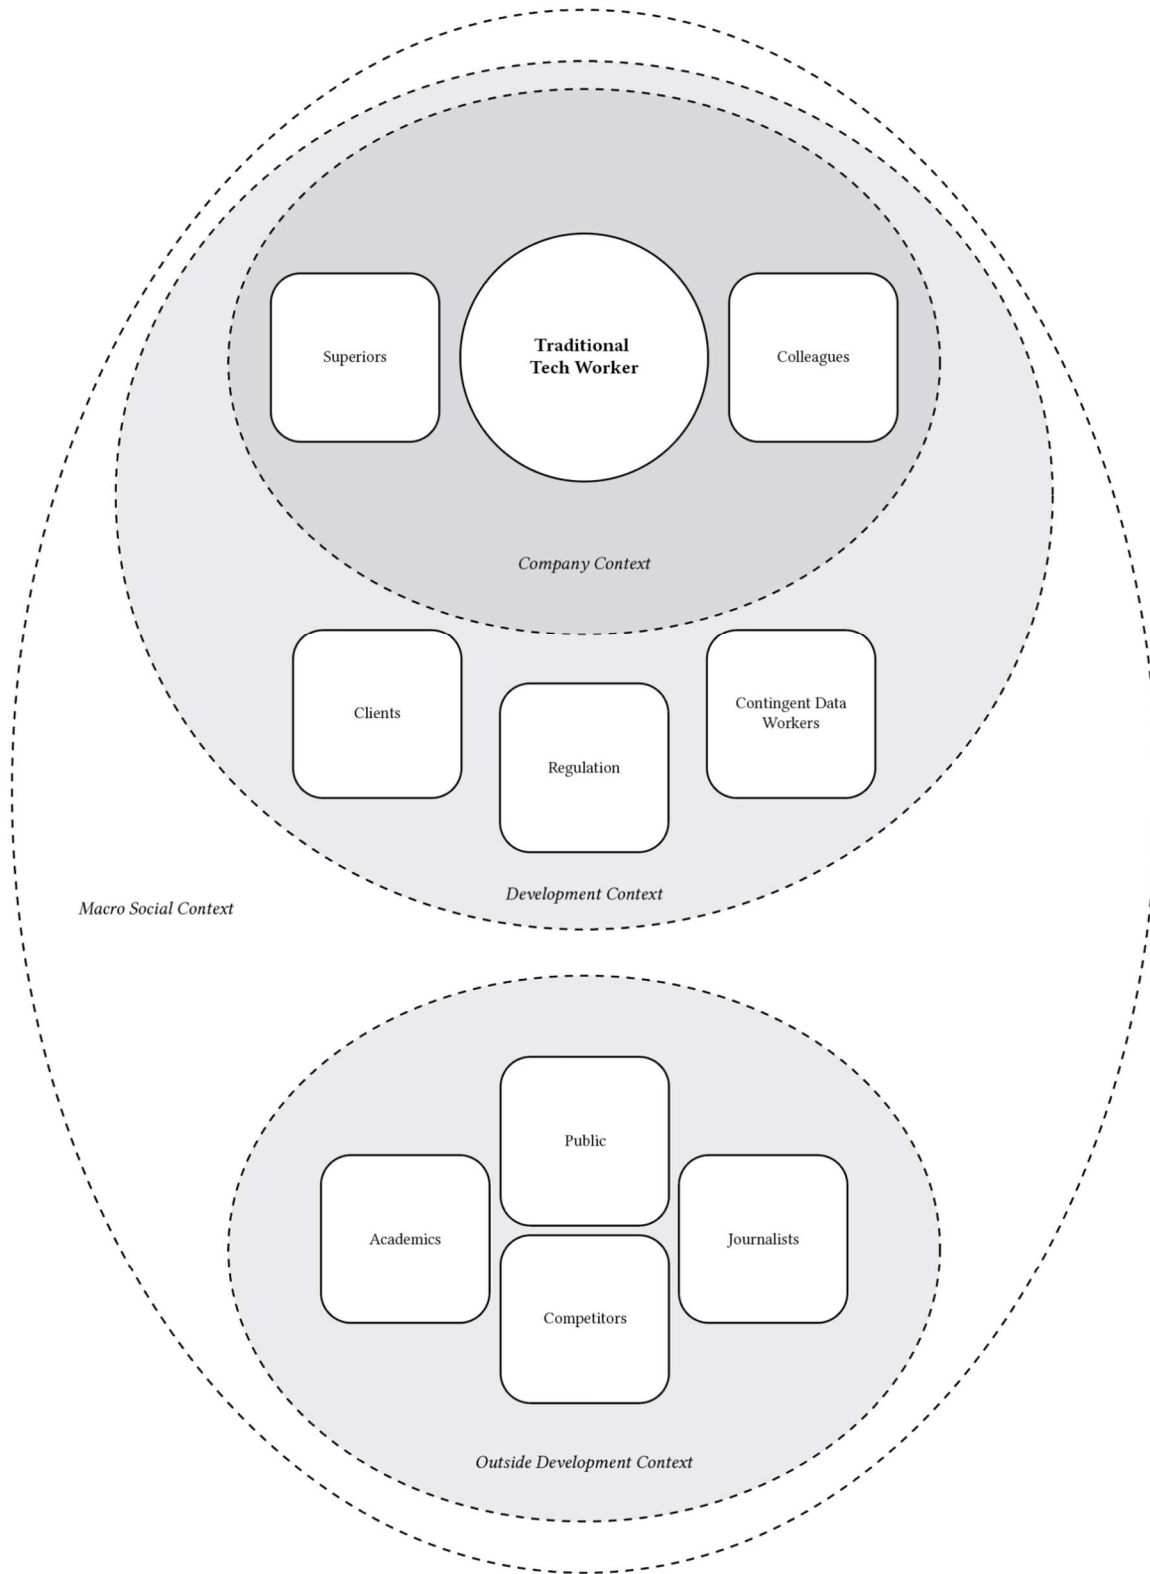 Traditional
Tech Worker
Superiors
Colleagues
Company Context
Clients
Contingent Data
Workers
Regulation
Development Context
Macro Social Context
Public
Academics
Journalists
Competitors
Outside Development Context